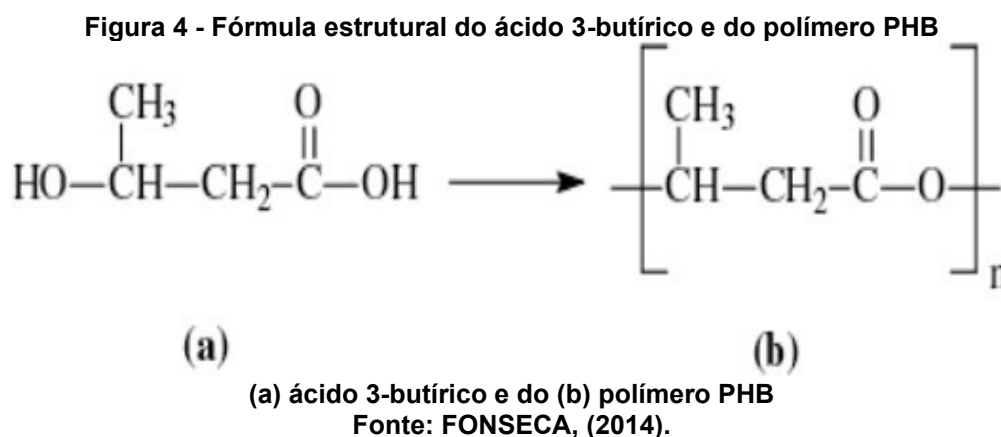 Figura 4 - Fórmula estrutural do ácido 3-butírico e do polímero PHB
CH₃ O
HO—CH—CH₂—C—OH
CH₃ O
—CH—CH₂—C—O—
n
(a)
(b)
(a) ácido 3-butírico e do (b) polímero PHB
Fonte: FONSECA, (2014).